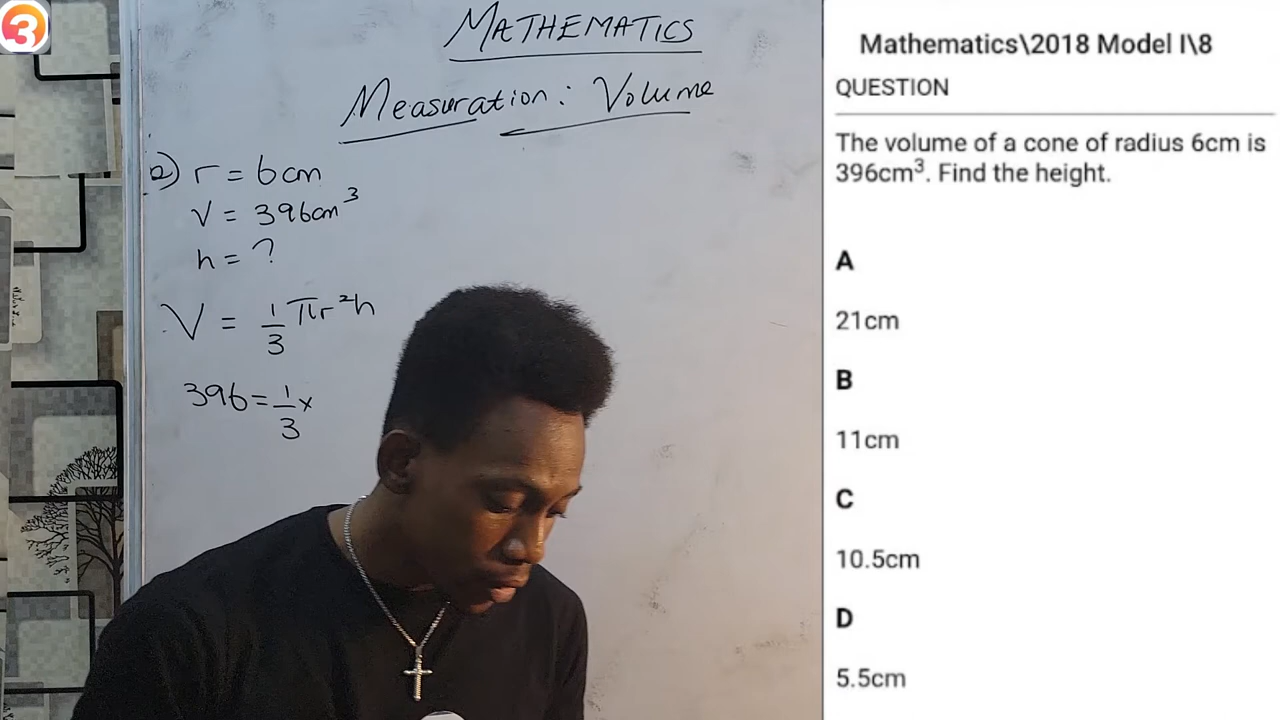 3
MATHEMATICS
Measuration: Volume
a) r = 6cm
V = 396cm³
h = ?
V = 1/3 πr²h
396 = 1/3 ×
Mathematics\2018 Model I\8
QUESTION
The volume of a cone of radius 6cm is
396cm³. Find the height.
A
21cm
B
11cm
C
10.5cm
D
5.5cm